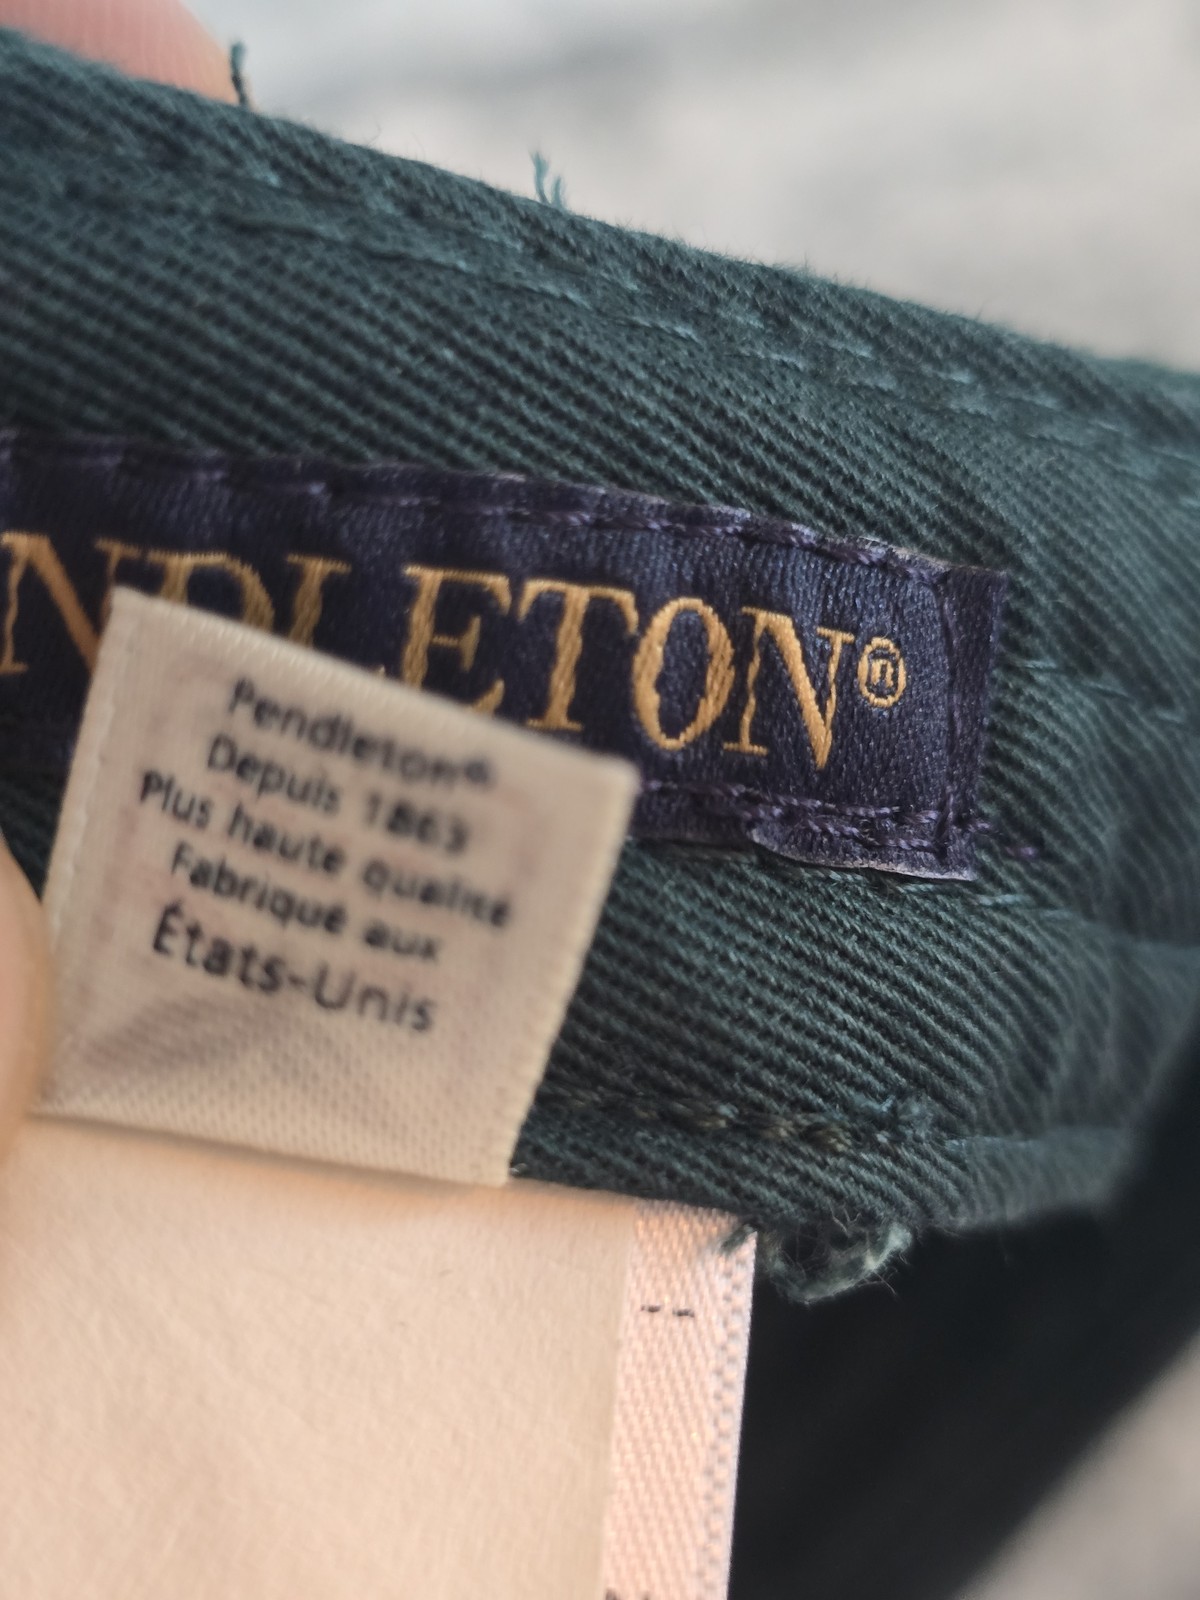 NDLETON®
Pendleton®
Depuis 1863
Plus haute qualité
Fabriqué aux
États-Unis
--